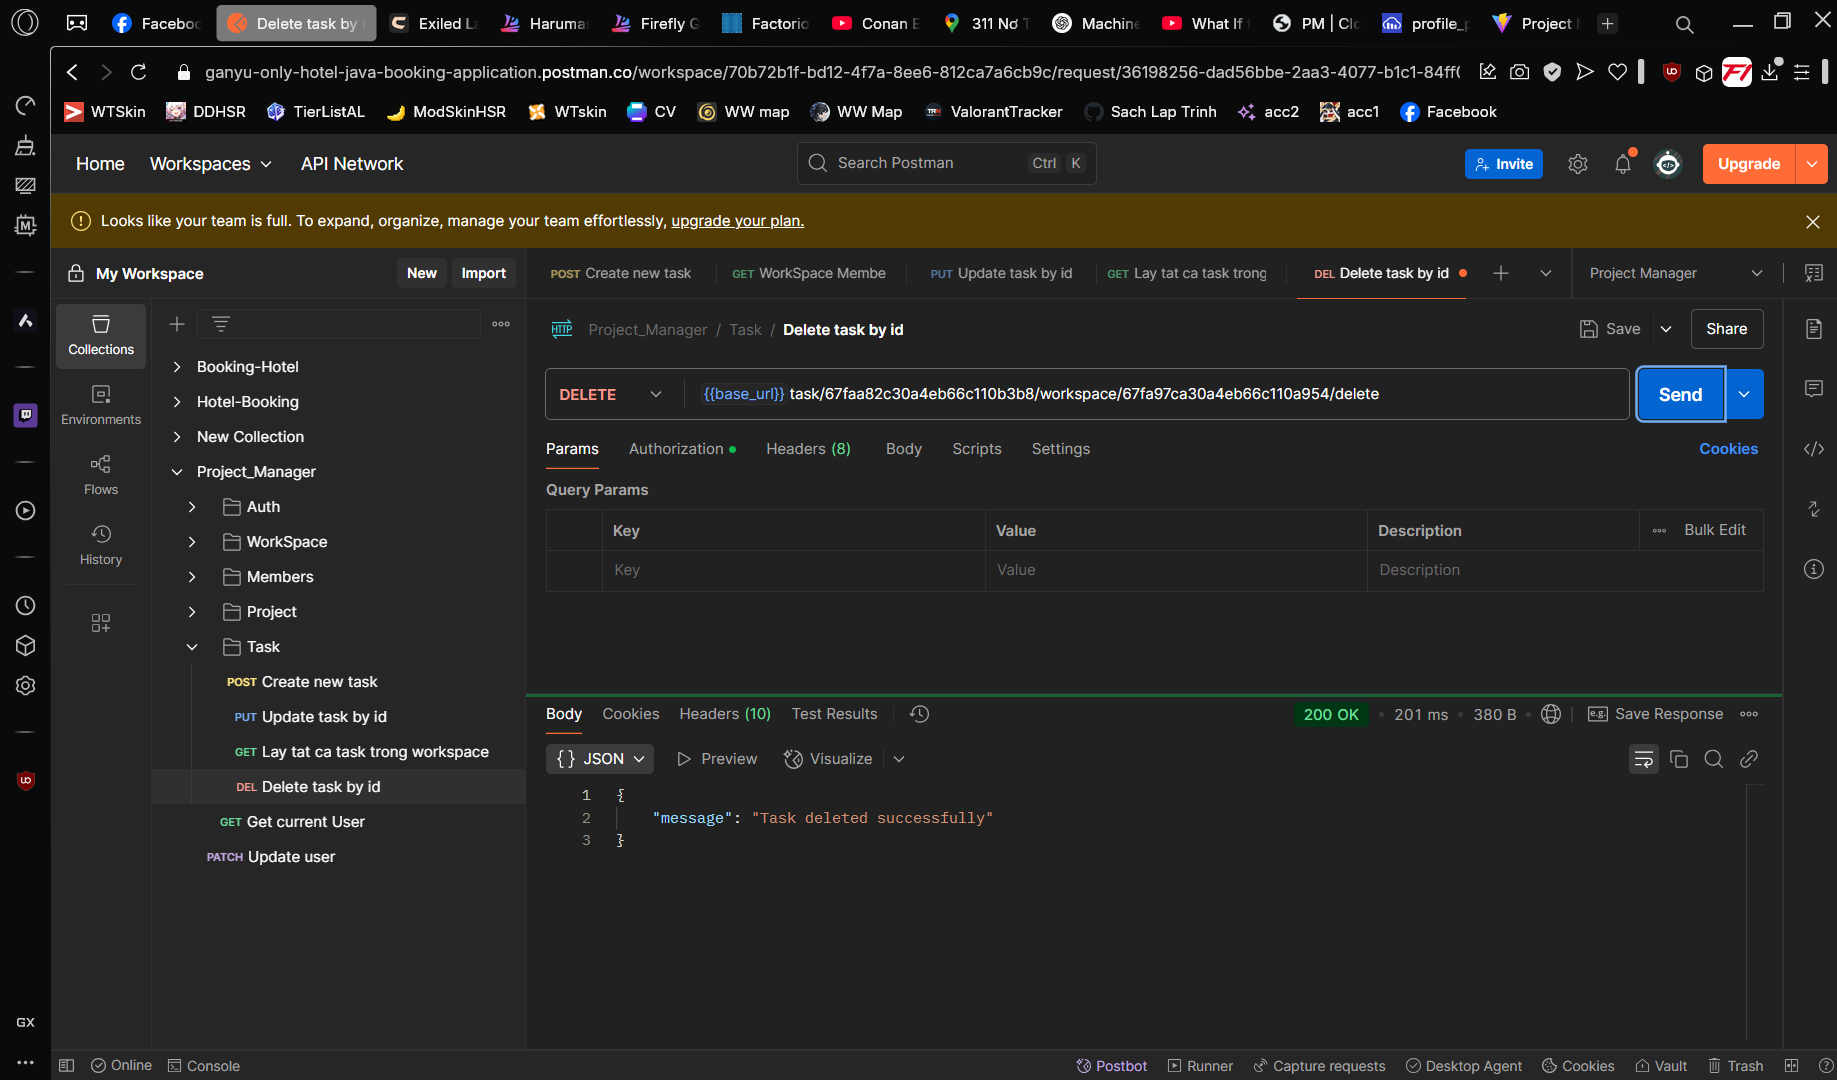 Faceboo
Delete task by i
Exiled La
Haruma
Firefly G
Factorio
Conan E
311 Nơ T
Machine
What If
PM | Clo
profile_p
Project
ganyu-only-hotel-java-booking-application.postman.co/workspace/70b72b1f-bd12-4f7a-8ee6-812ca7a6cb9c/request/36198256-dad56bbe-2aa3-4077-b1c1-84ff0
WTSkin DDHSR TierListAL ModSkinHSR WTskin CV WW map WW Map ValorantTracker Sach Lap Trinh acc2 acc1 Facebook
Home Workspaces API Network Search Postman Ctrl K Invite Upgrade
Looks like your team is full. To expand, organize, manage your team effortlessly, upgrade your plan.
My Workspace New Import
POST Create new task GET WorkSpace Membe PUT Update task by id GET Lay tat ca task trong DEL Delete task by id Project Manager
Collections
Environments
Flows
History
Booking-Hotel
Hotel-Booking
New Collection
Project_Manager
Auth
WorkSpace
Members
Project
Task
POST Create new task
PUT Update task by id
GET Lay tat ca task trong workspace
DEL Delete task by id
GET Get current User
PATCH Update user
HTTP Project_Manager / Task / Delete task by id Save Share
DELETE {{base_url}} task/67faa82c30a4eb66c110b3b8/workspace/67fa97ca30a4eb66c110a954/delete Send
Params Authorization Headers (8) Body Scripts Settings Cookies
Query Params
Key Value Description Bulk Edit
Key Value Description
Body Cookies Headers (10) Test Results 200 OK • 201 ms • 380 B e.g. Save Response
{} JSON Preview Visualize
1 {
2 "message": "Task deleted successfully"
3 }
GX
Online Console Postbot Runner Capture requests Desktop Agent Cookies Vault Trash